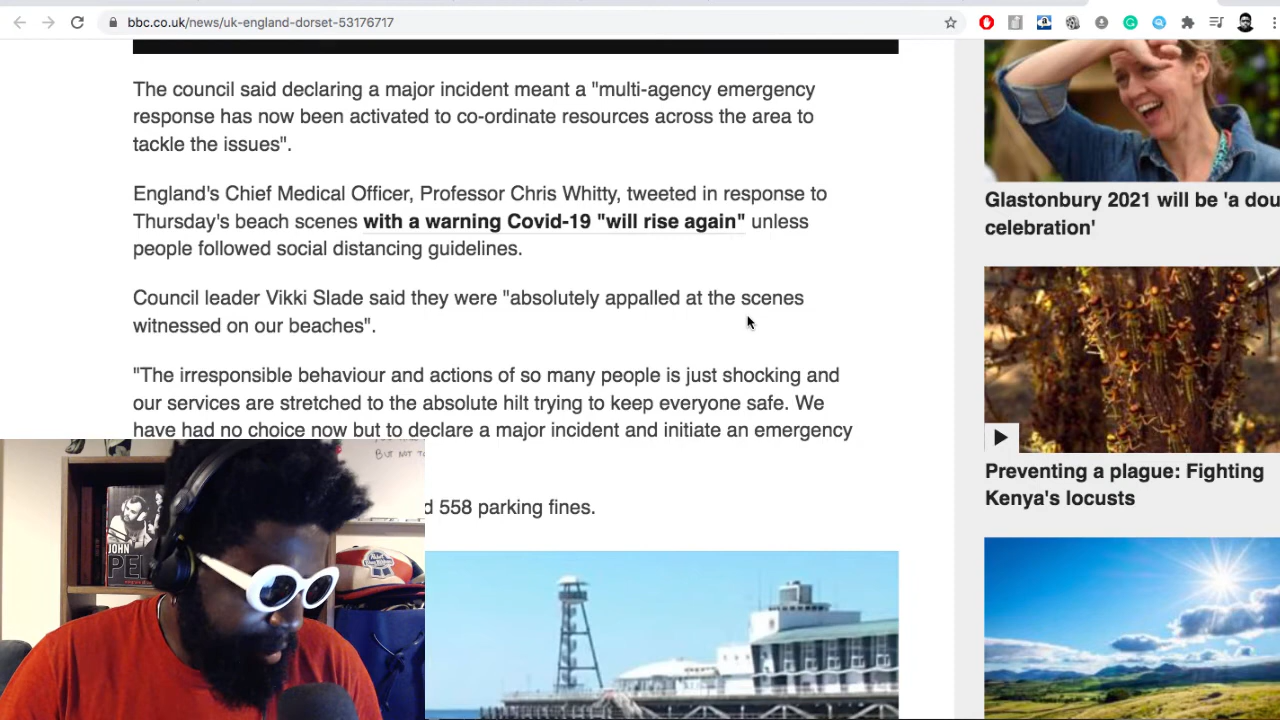 bbc.co.uk/news/uk-england-dorset-53176717
The council said declaring a major incident meant a "multi-agency emergency
response has now been activated to co-ordinate resources across the area to
tackle the issues".
England's Chief Medical Officer, Professor Chris Whitty, tweeted in response to
Thursday's beach scenes with a warning Covid-19 "will rise again" unless
people followed social distancing guidelines.
Council leader Vikki Slade said they were "absolutely appalled at the scenes
witnessed on our beaches".
"The irresponsible behaviour and actions of so many people is just shocking and
our services are stretched to the absolute hilt trying to keep everyone safe. We
have had no choice now but to declare a major incident and initiate an emergency
d 558 parking fines.
BUT NOT TO
JOHN
PE
Glastonbury 2021 will be 'a dou
celebration'
Preventing a plague: Fighting
Kenya's locusts